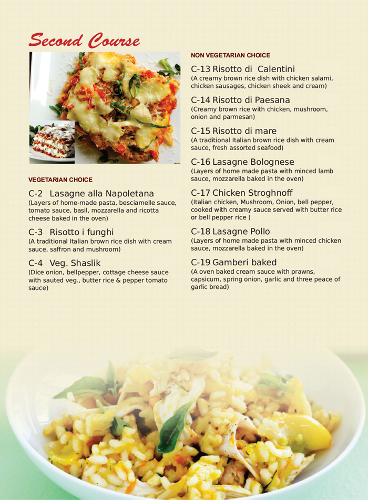 Second Course
VEGETARIAN CHOICE
C-2 Lasagne alla Napoletana
(Layers of home-made pasta, besciamelle sauce,
tomato sauce, basil, mozzarella and ricotta
cheese baked in the oven)
C-3 Risotto i funghi
(A traditional Italian brown rice dish with cream
sauce, saffron and mushroom)
C-4 Veg. Shaslik
(Dice onion, bellpepper, cottage cheese sauce
with sauted veg., butter rice & pepper tomato
sauce)
NON VEGETARIAN CHOICE
C-13 Risotto di Calentini
(A creamy brown rice dish with chicken salami,
chicken sausages, chicken sheek and cream)
C-14 Risotto di Paesana
(Creamy brown rice with chicken, mushroom,
onion and parmesan)
C-15 Risotto di mare
(A traditional Italian brown rice dish with cream
sauce, fresh assorted seafood)
C-16 Lasagne Bolognese
(Layers of home made pasta with minced lamb
sauce, mozzarella baked in the oven)
C-17 Chicken Stroghnoff
(Italian chicken, Mushroom, Onion, bell pepper,
cooked with creamy sauce served with butter rice
or bell pepper rice )
C-18 Lasagne Pollo
(Layers of home made pasta with minced chicken
sauce, mozzarella baked in the oven)
C-19 Gamberi baked
(A oven baked cream sauce with prawns,
capsicum, spring onion, garlic and three peace of
garlic bread)